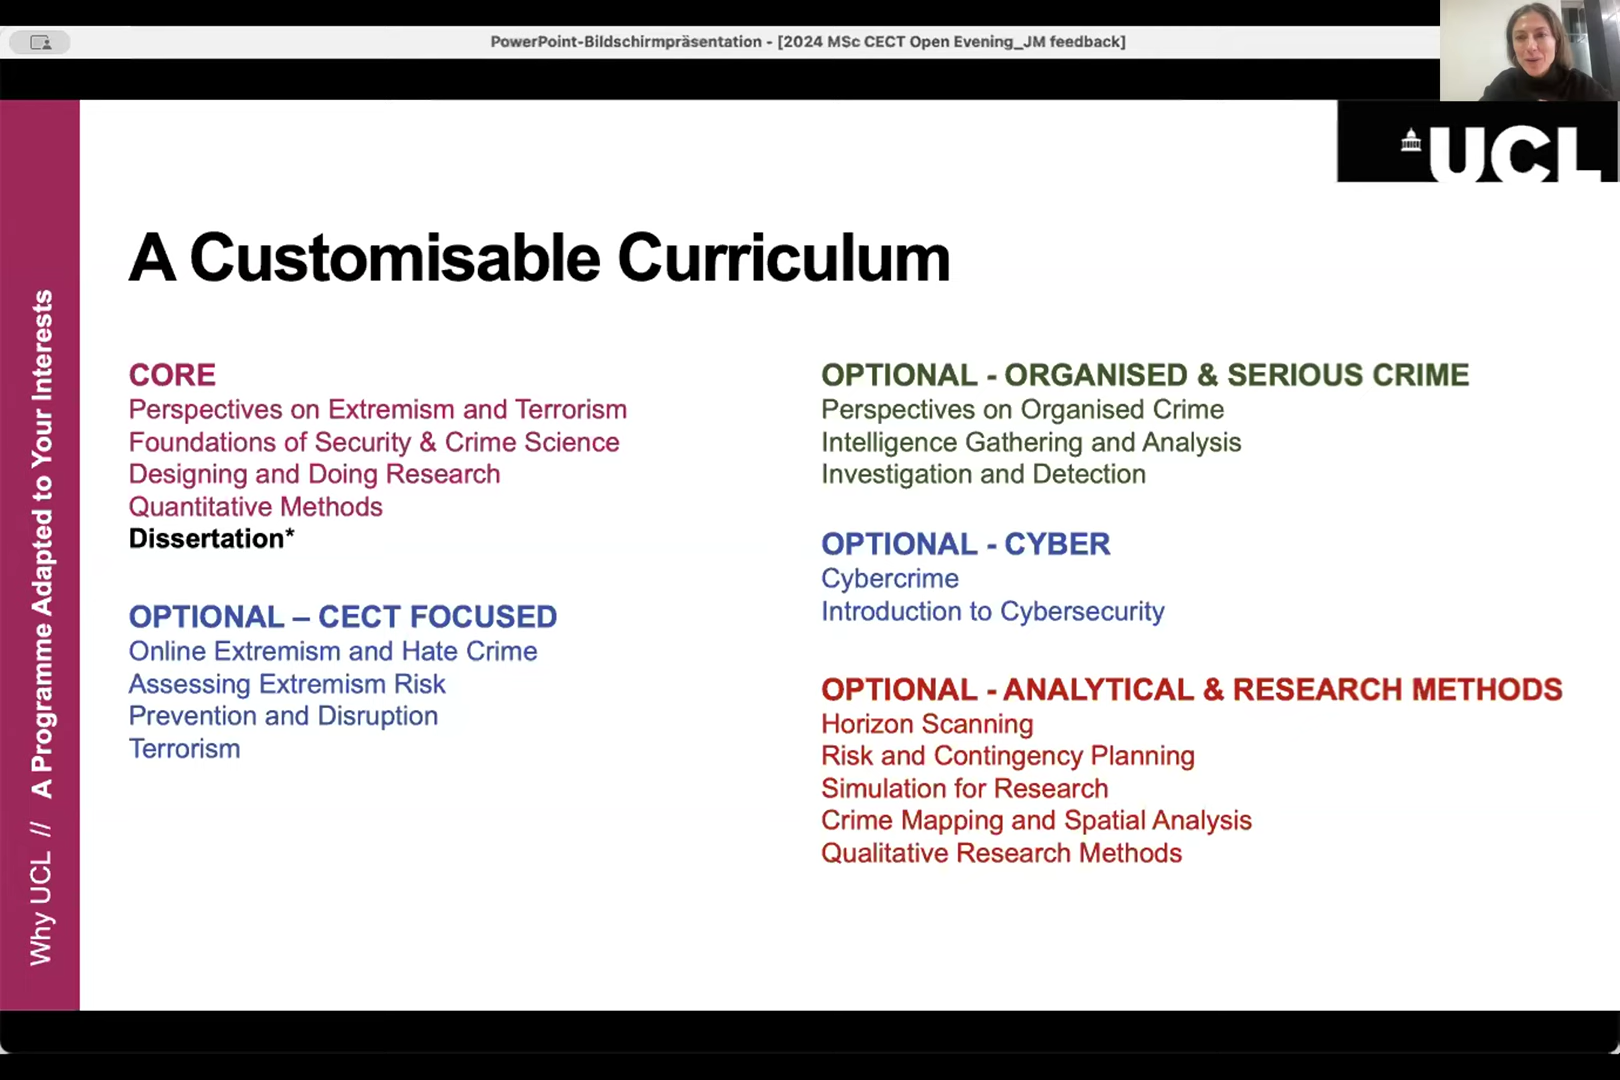 PowerPoint-Bildschirmpräsentation - [2024 MSc CECT Open Evening_JM feedback]
UCL
Why UCL // A Programme Adapted to Your Interests
A Customisable Curriculum
CORE
Perspectives on Extremism and Terrorism
Foundations of Security & Crime Science
Designing and Doing Research
Quantitative Methods
Dissertation*
OPTIONAL – CECT FOCUSED
Online Extremism and Hate Crime
Assessing Extremism Risk
Prevention and Disruption
Terrorism
OPTIONAL - ORGANISED & SERIOUS CRIME
Perspectives on Organised Crime
Intelligence Gathering and Analysis
Investigation and Detection
OPTIONAL - CYBER
Cybercrime
Introduction to Cybersecurity
OPTIONAL - ANALYTICAL & RESEARCH METHODS
Horizon Scanning
Risk and Contingency Planning
Simulation for Research
Crime Mapping and Spatial Analysis
Qualitative Research Methods